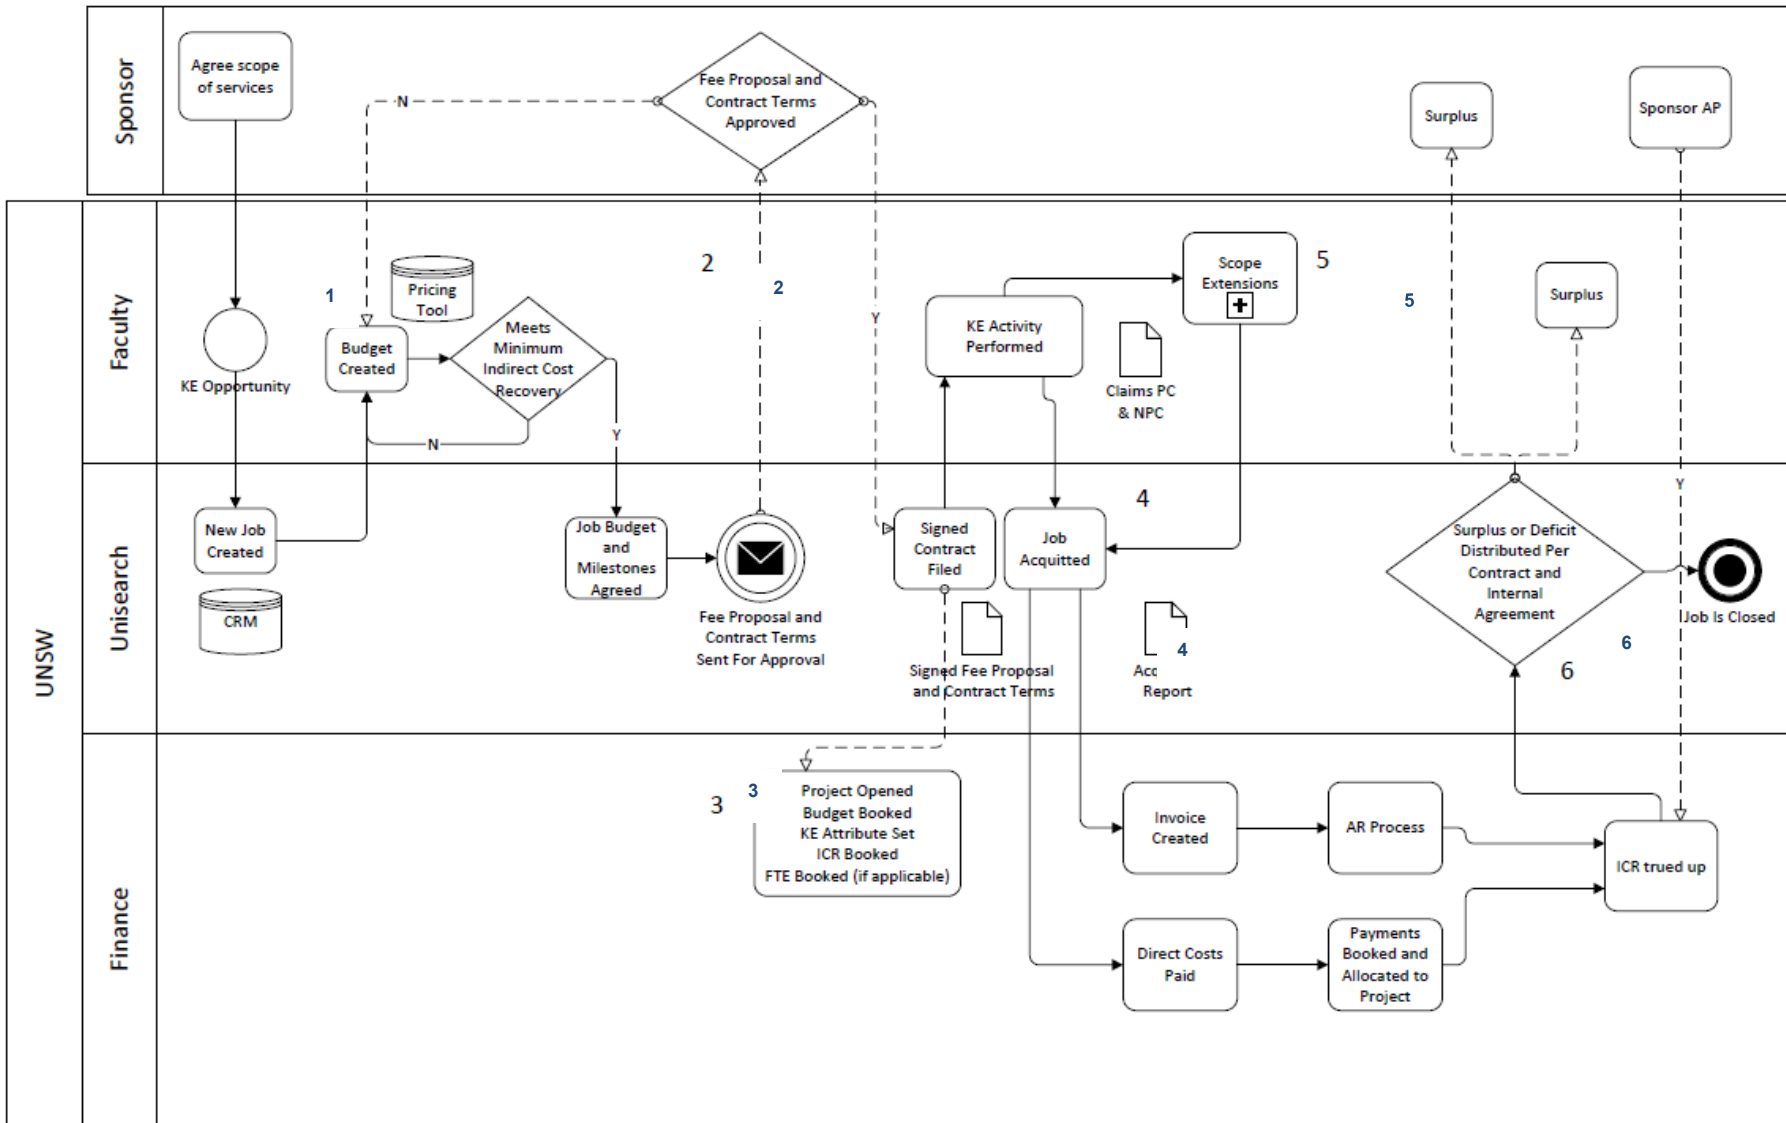 Sponsor
Agree scope
of services
Fee Proposal and
Contract Terms
Approved
N
Surplus
Sponsor AP
UNSW
Faculty
KE Opportunity
1
Pricing
Tool
Budget
Created
Meets
Minimum
Indirect Cost
Recovery
N
Y
2
2
Y
KE Activity
Performed
Scope
Extensions
5
Claims PC
& NPC
5
Surplus
Unisearch
New Job
Created
CRM
Job Budget
and
Milestones
Agreed
Fee Proposal and
Contract Terms
Sent For Approval
Signed
Contract
Filed
Signed Fee Proposal
and Contract Terms
Job
Acquitted
4
4
Acc
Report
Surplus or Deficit
Distributed Per
Contract and
Internal
Agreement
6
6
Y
Job Is Closed
Finance
3
3
Project Opened
Budget Booked
KE Attribute Set
ICR Booked
FTE Booked (if applicable)
Invoice
Created
AR Process
Direct Costs
Paid
Payments
Booked and
Allocated to
Project
ICR trued up